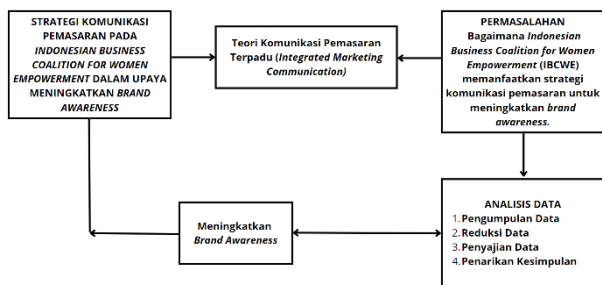 STRATEGI KOMUNIKASI
PEMASARAN PADA
INDONESIAN BUSINESS
COALITION FOR WOMEN
EMPOWERMENT DALAM UPAYA
MENINGKATKAN BRAND
AWARENESS
Teori Komunikasi Pemasaran
Terpadu (Integrated Marketing
Communication)
PERMASALAHAN
Bagaimana Indonesian
Business Coalition for Women
Empowerment (IBCWE)
memanfaatkan strategi
komunikasi pemasaran untuk
meningkatkan brand
awareness.
Meningkatkan
Brand Awareness
ANALISIS DATA
1. Pengumpulan Data
2. Reduksi Data
3. Penyajian Data
4. Penarikan Kesimpulan